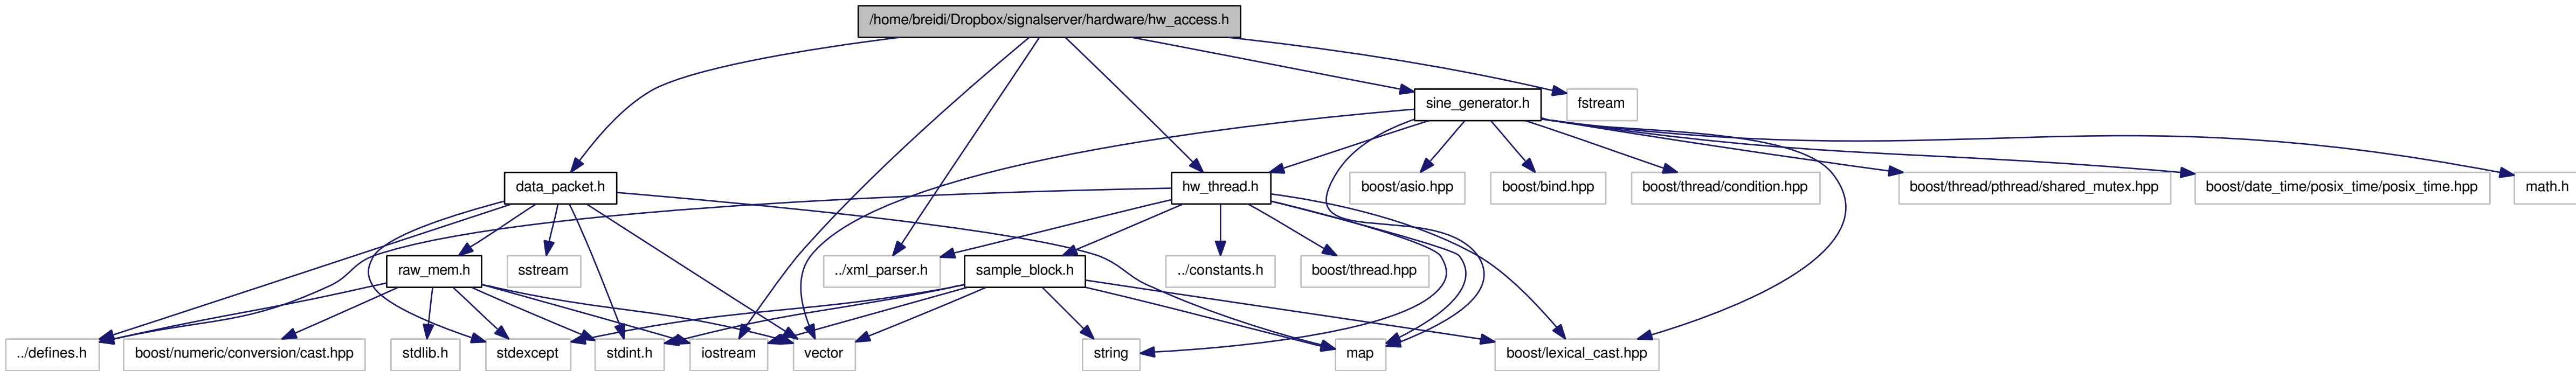 /home/breidi/Dropbox/signalserver/hardware/hw_access.h
sine_generator.h
fstream
data_packet.h
hw_thread.h
boost/asio.hpp
boost/bind.hpp
boost/thread/condition.hpp
boost/thread/pthread/shared_mutex.hpp
boost/date_time/posix_time/posix_time.hpp
math.h
raw_mem.h
sstream
../xml_parser.h
sample_block.h
../constants.h
boost/thread.hpp
../defines.h
boost/numeric/conversion/cast.hpp
stdlib.h
stdexcept
stdint.h
iostream
vector
string
map
boost/lexical_cast.hpp